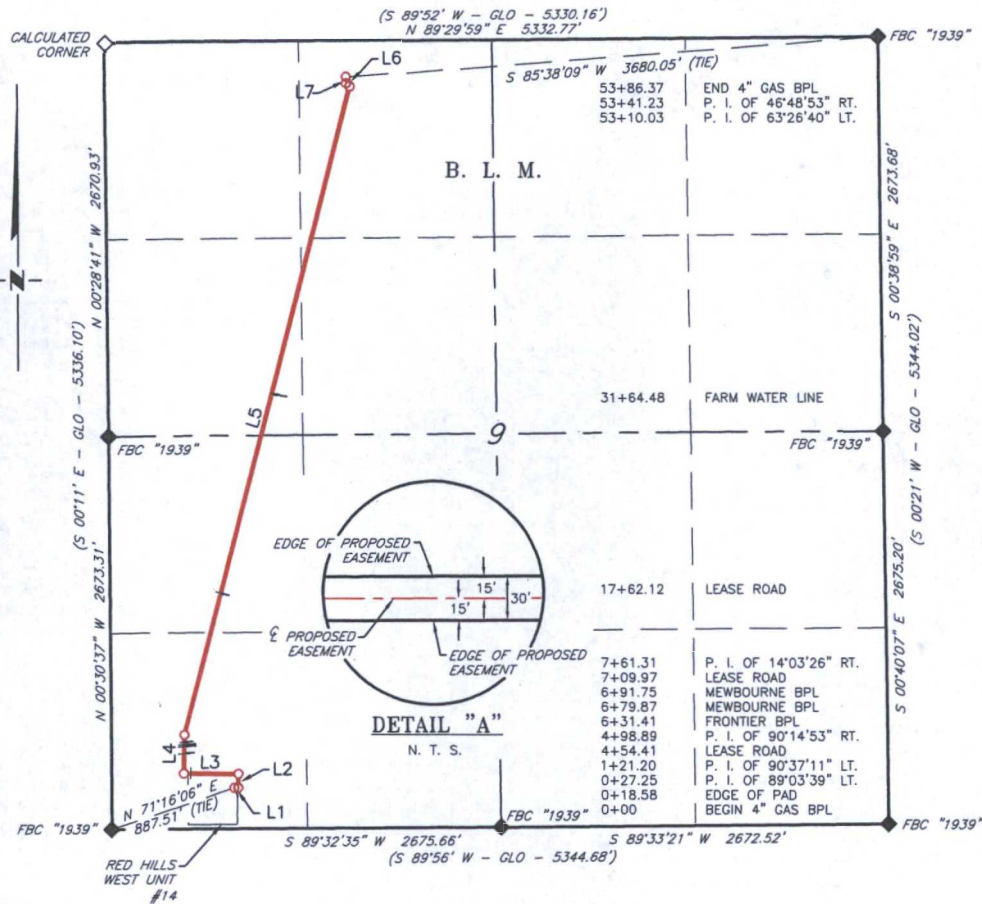 (S 89°52' W - GLO - 5330.16')
N 89°29'59" E 5332.77'
CALCULATED
CORNER
FBC "1939"
L6
L7
S 85°38'09" W 3680.05' (TIE)
53+86.37 END 4" GAS BPL
53+41.23 P. I. OF 46°48'53" RT.
53+10.03 P. I. OF 63°26'40" LT.
B. L. M.
N 00°28'41" W 2670.93'
S 00°38'59" E 2673.68'
N
(S 00°11' E - GLO - 5336.10')
(S 00°21' W - GLO - 5344.02')
31+64.48 FARM WATER LINE
L5
9
FBC "1939"
FBC "1939"
EDGE OF PROPOSED
EASEMENT
15'
15'
30'
℄ PROPOSED
EASEMENT
EDGE OF PROPOSED
EASEMENT
DETAIL "A"
N. T. S.
17+62.12 LEASE ROAD
N 00°30'37" W 2673.31'
S 00°40'07" E 2675.20'
7+61.31 P. I. OF 14°03'26" RT.
7+09.97 LEASE ROAD
6+91.75 MEWBOURNE BPL
6+79.87 MEWBOURNE BPL
6+31.41 FRONTIER BPL
4+98.89 P. I. OF 90°14'53" RT.
4+54.41 LEASE ROAD
1+21.20 P. I. OF 90°37'11" LT.
0+27.25 P. I. OF 89°03'39" LT.
0+18.58 EDGE OF PAD
0+00 BEGIN 4" GAS BPL
L4
L3
L2
L1
N 71°16'06" E
887.51' (TIE)
FBC "1939"
FBC "1939"
FBC "1939"
S 89°32'35" W 2675.66'
S 89°33'21" W 2672.52'
(S 89°56' W - GLO - 5344.68')
RED HILLS
WEST UNIT
#14